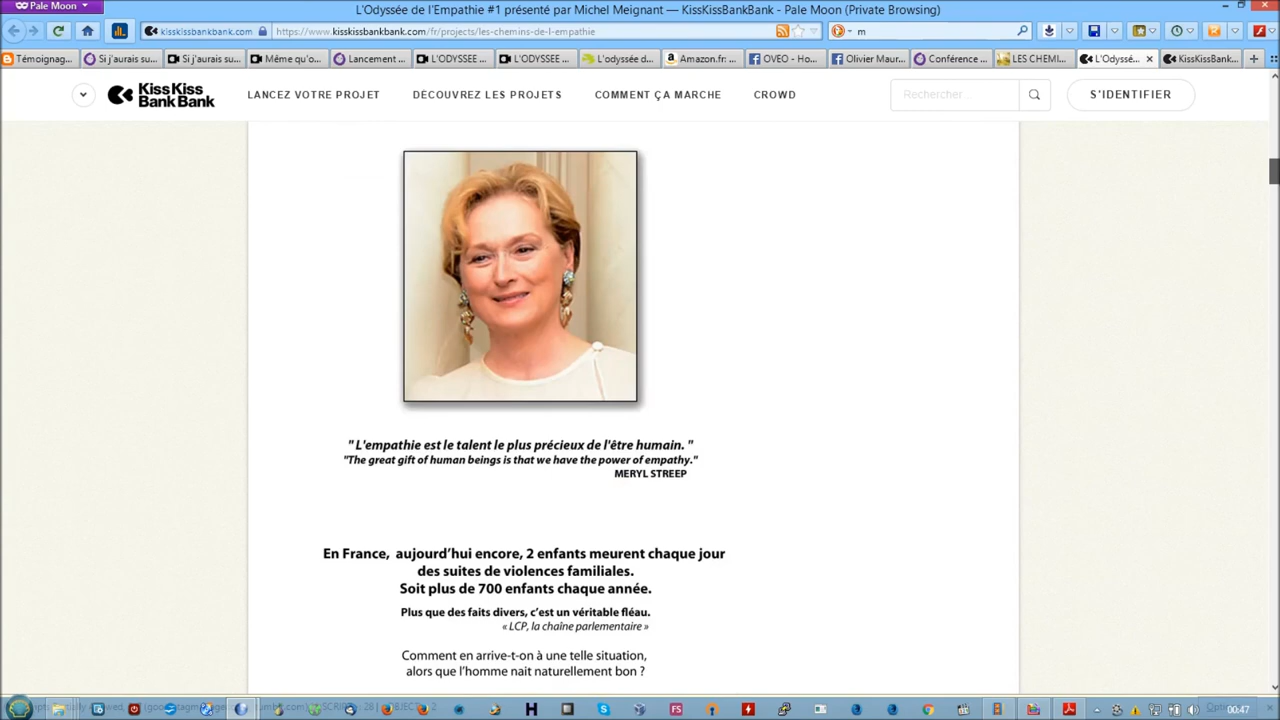 Pale Moon
L'Odyssée de l'Empathie #1 présenté par Michel Meignant — KissKissBankBank - Pale Moon (Private Browsing)
kisskissbankbank.com https://www.kisskissbankbank.com/fr/projects/les-chemins-de-l-empathie m
Témoignag... Si j'aurais su... Si j'aurais su... Même qu'o... Lancement ... L'ODYSSEE ... L'ODYSSEE ... L'odyssée d... Amazon.fr: ... OVEO - Ho... Olivier Maur... Conférence ... LES CHEMI... L'Odyssé... KissKissBank...
KissKiss
BankBank
LANCEZ VOTRE PROJET DÉCOUVREZ LES PROJETS COMMENT ÇA MARCHE CROWD Rechercher... S'IDENTIFIER
" L'empathie est le talent le plus précieux de l'être humain. "
"The great gift of human beings is that we have the power of empathy."
MERYL STREEP
En France, aujourd'hui encore, 2 enfants meurent chaque jour
des suites de violences familiales.
Soit plus de 700 enfants chaque année.
Plus que des faits divers, c'est un véritable fléau.
« LCP, la chaîne parlementaire »
Comment en arrive-t-on à une telle situation,
alors que l'homme nait naturellement bon ?
00:47